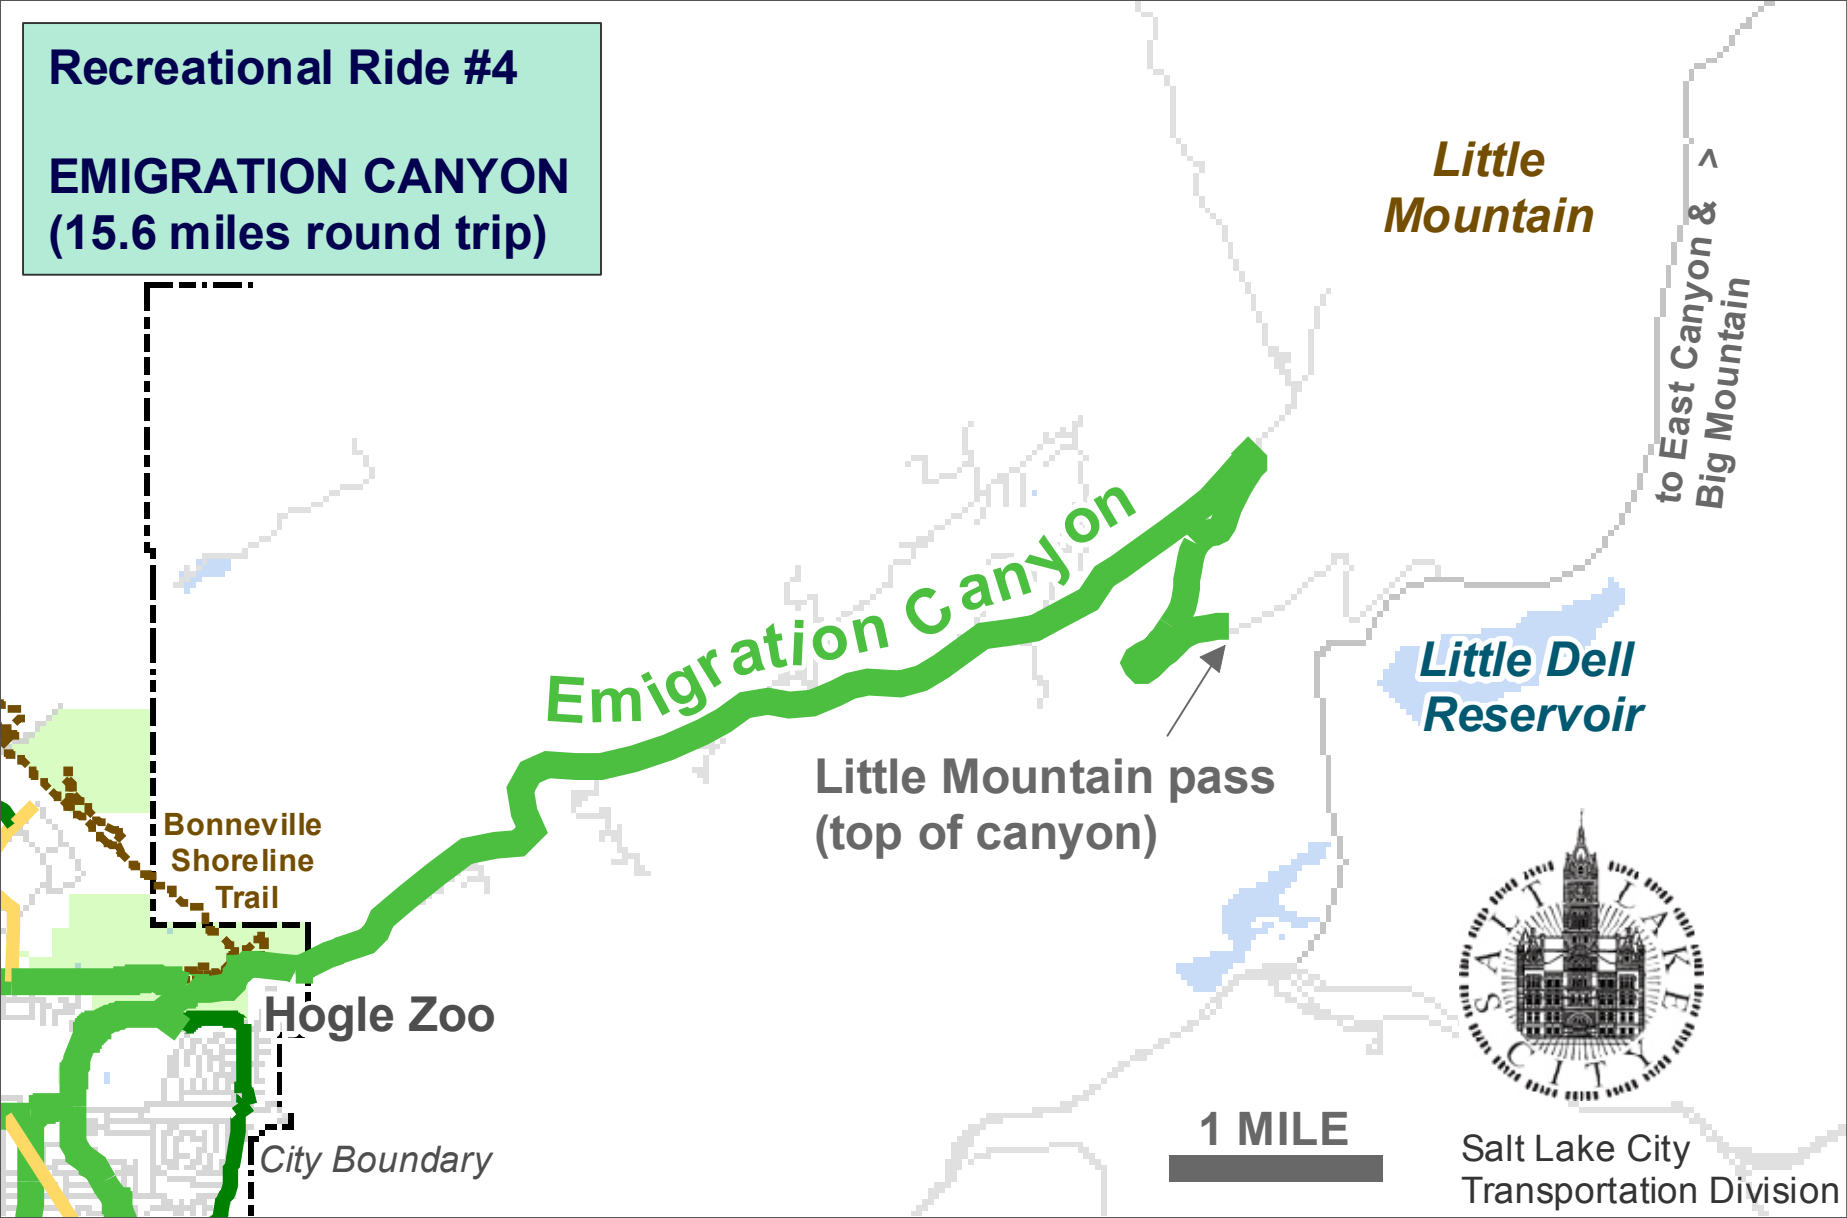 Recreational Ride #4
EMIGRATION CANYON
(15.6 miles round trip)
Little
Mountain
to East Canyon & >
Big Mountain
Emigration Canyon
Little Dell
Reservoir
Little Mountain pass
(top of canyon)
Bonneville
Shoreline
Trail
Hogle Zoo
City Boundary
1 MILE
SALT LAKE
CITY
Salt Lake City
Transportation Division